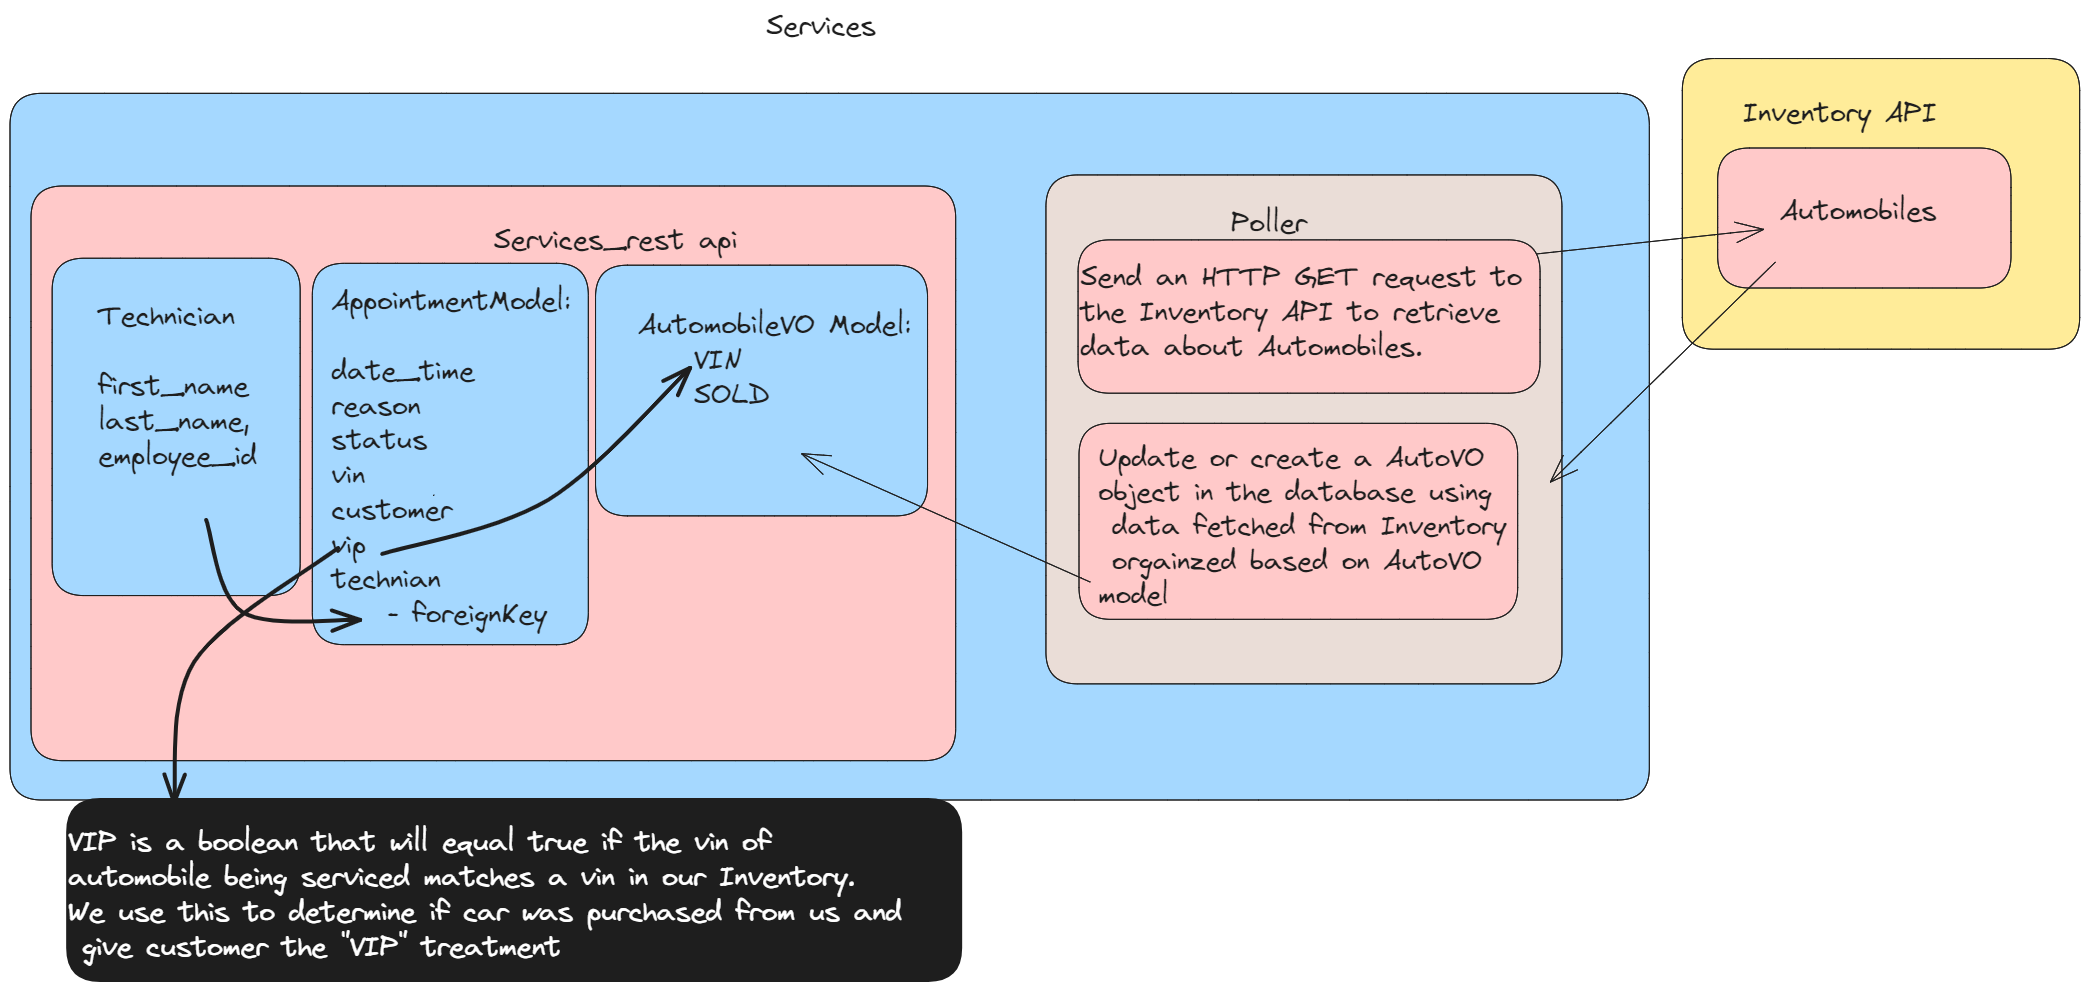 Services
Services_rest api
Technician
first_name
last_name,
employee_id
AppointmentModel:
date_time
reason
status
vin
customer
vip
technian
- foreignKey
AutomobileVO Model:
VIN
SOLD
Poller
Send an HTTP GET request to
the Inventory API to retrieve
data about Automobiles.
Update or create a AutoVO
object in the database using
data fetched from Inventory
orgainzed based on AutoVO
model
Inventory API
Automobiles
VIP is a boolean that will equal true if the vin of
automobile being serviced matches a vin in our Inventory.
We use this to determine if car was purchased from us and
give customer the "VIP" treatment